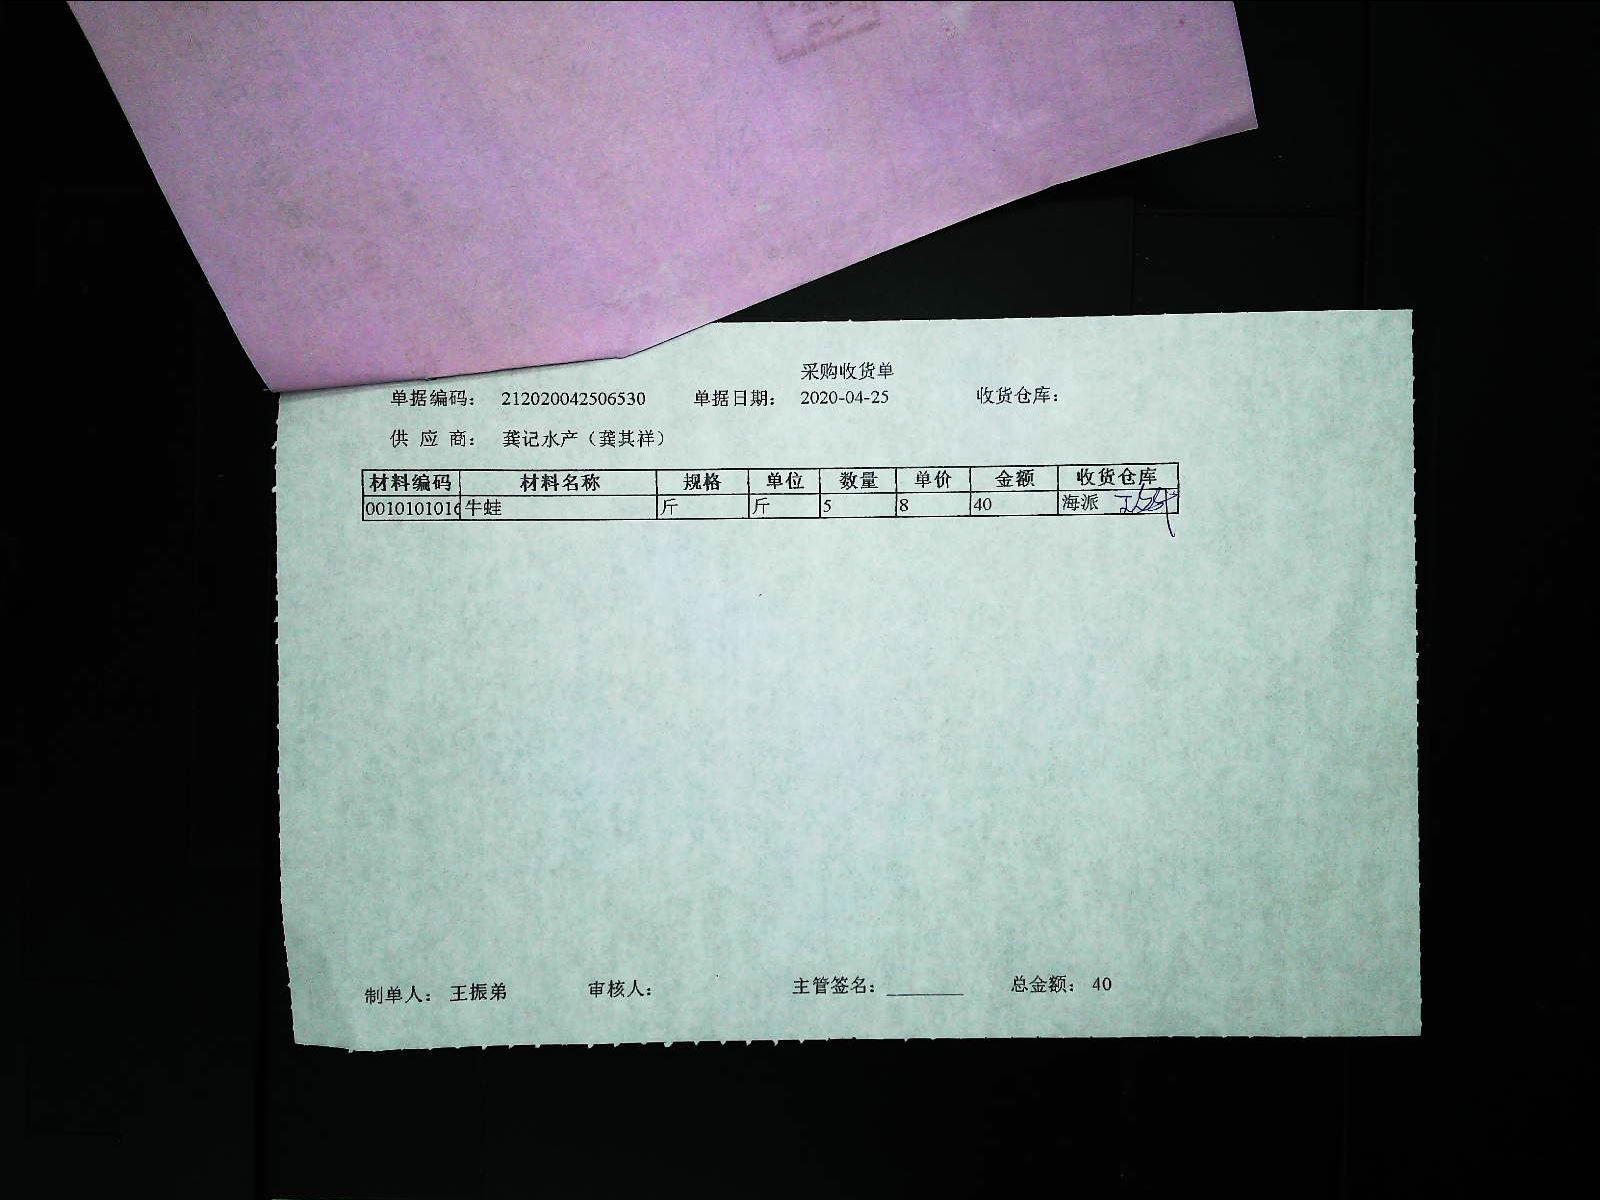 采购收货单
单据编码： 212020042506530 单据日期： 2020-04-25 收货仓库：
供 应 商： 龚记水产（龚其祥）
材料编码 材料名称 规格 单位 数量 单价 金额 收货仓库
001010101 牛蛙 斤 斤 5 8 40 海派
制单人： 王振弟 审核人： 主管签名： ________ 总金额： 40